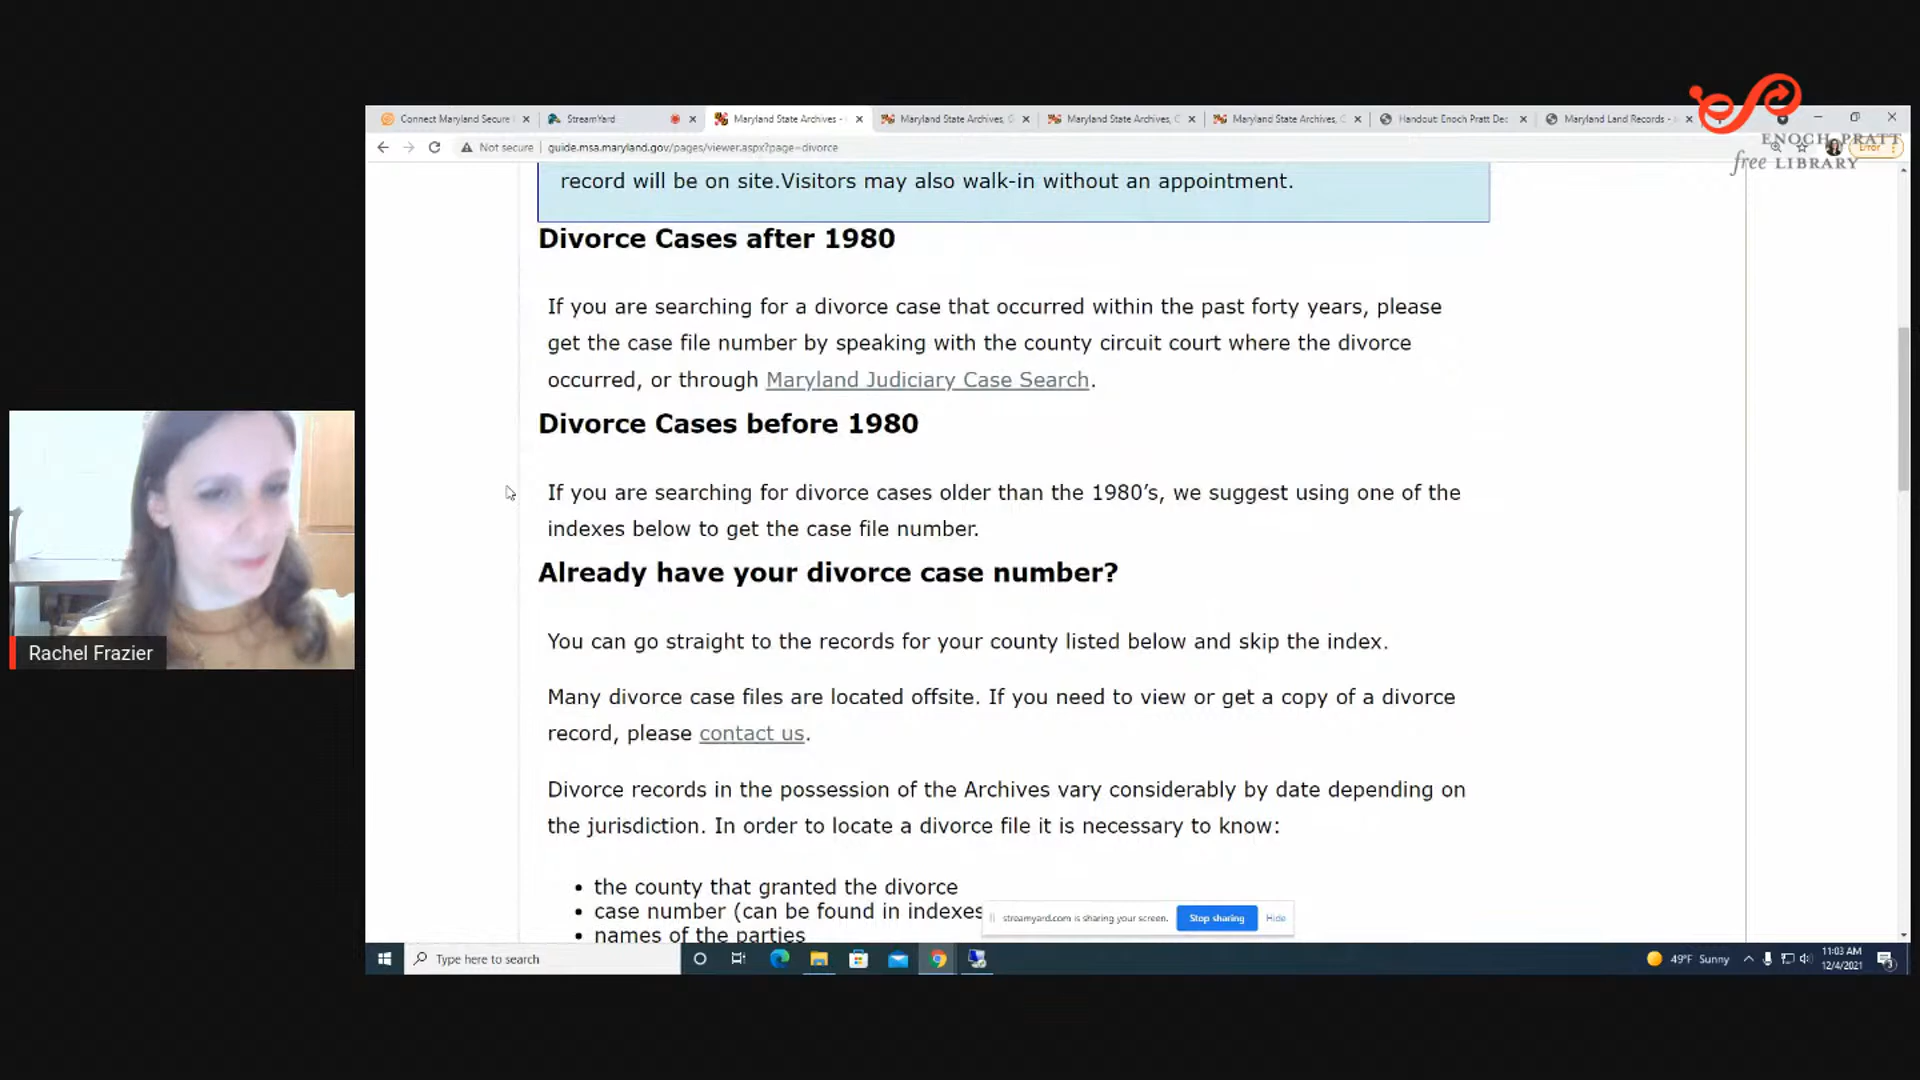 Connect Maryland Secure
StreamYard
Maryland State Archives -
Maryland State Archives, G
Maryland State Archives, C
Maryland State Archives, C
Handout: Enoch Pratt Dec
Maryland Land Records -
ENOCH PRATT
free LIBRARY
Not secure
guide.msa.maryland.gov/pages/viewer.aspx?page=divorce
Error
record will be on site.Visitors may also walk-in without an appointment.
Divorce Cases after 1980
If you are searching for a divorce case that occurred within the past forty years, please
get the case file number by speaking with the county circuit court where the divorce
occurred, or through Maryland Judiciary Case Search.
Divorce Cases before 1980
If you are searching for divorce cases older than the 1980’s, we suggest using one of the
indexes below to get the case file number.
Already have your divorce case number?
You can go straight to the records for your county listed below and skip the index.
Many divorce case files are located offsite. If you need to view or get a copy of a divorce
record, please contact us.
Divorce records in the possession of the Archives vary considerably by date depending on
the jurisdiction. In order to locate a divorce file it is necessary to know:
• the county that granted the divorce
• case number (can be found in indexes
• names of the parties
streamyard.com is sharing your screen.
Stop sharing
Hide
Rachel Frazier
Type here to search
49°F Sunny
11:03 AM
12/4/2021